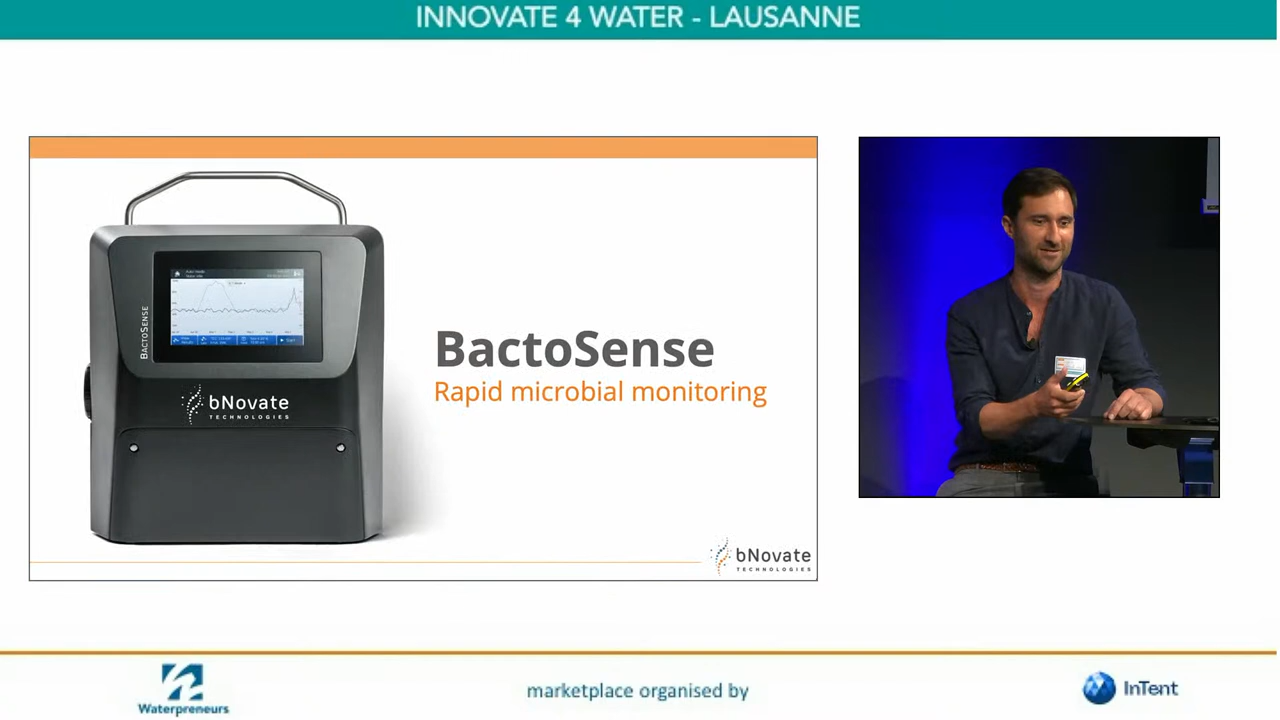 INNOVATE 4 WATER - LAUSANNE
BACTOSENSE
bNovate
TECHNOLOGIES
BactoSense
Rapid microbial monitoring
bNovate
TECHNOLOGIES
Waterpreneurs
marketplace organised by
InTent